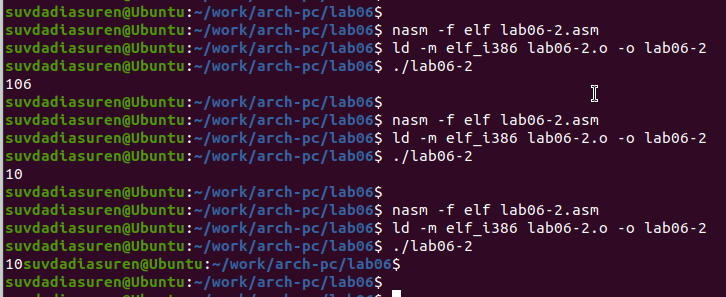 suvdadiasuren@Ubuntu:~/work/arch-pc/lab06$
suvdadiasuren@Ubuntu:~/work/arch-pc/lab06$ nasm -f elf lab06-2.asm
suvdadiasuren@Ubuntu:~/work/arch-pc/lab06$ ld -m elf_i386 lab06-2.o -o lab06-2
suvdadiasuren@Ubuntu:~/work/arch-pc/lab06$ ./lab06-2
106
suvdadiasuren@Ubuntu:~/work/arch-pc/lab06$
suvdadiasuren@Ubuntu:~/work/arch-pc/lab06$ nasm -f elf lab06-2.asm
suvdadiasuren@Ubuntu:~/work/arch-pc/lab06$ ld -m elf_i386 lab06-2.o -o lab06-2
suvdadiasuren@Ubuntu:~/work/arch-pc/lab06$ ./lab06-2
10
suvdadiasuren@Ubuntu:~/work/arch-pc/lab06$
suvdadiasuren@Ubuntu:~/work/arch-pc/lab06$ nasm -f elf lab06-2.asm
suvdadiasuren@Ubuntu:~/work/arch-pc/lab06$ ld -m elf_i386 lab06-2.o -o lab06-2
suvdadiasuren@Ubuntu:~/work/arch-pc/lab06$ ./lab06-2
10suvdadiasuren@Ubuntu:~/work/arch-pc/lab06$
suvdadiasuren@Ubuntu:~/work/arch-pc/lab06$